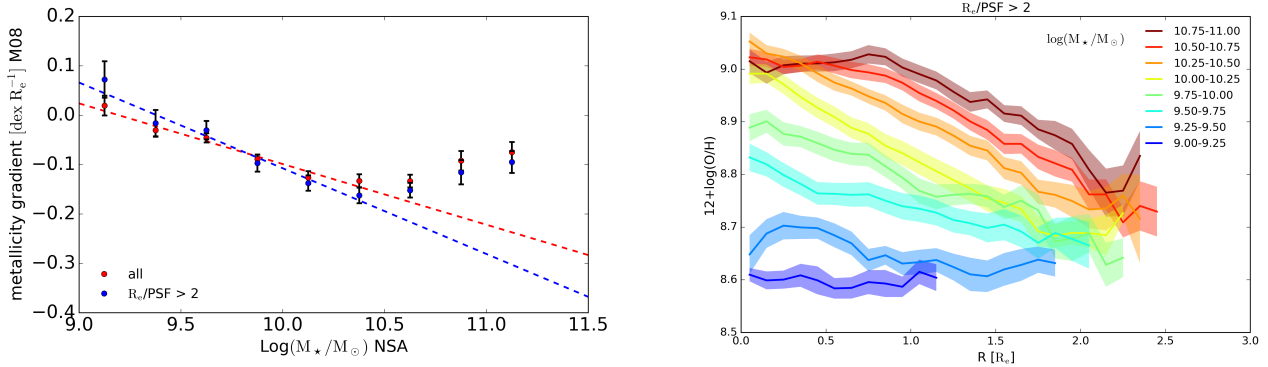 metallicity gradient [dex R_e^{-1}] M08
0.2
0.1
0.0
−0.1
−0.2
−0.3
−0.4
all
R_e/PSF > 2
9.0 9.5 10.0 10.5 11.0 11.5
Log(M⋆/M⊙) NSA
R_e/PSF > 2
12+log(O/H)
9.1
9.0
8.9
8.8
8.7
8.6
8.5
log(M⋆/M⊙)
10.75-11.00
10.50-10.75
10.25-10.50
10.00-10.25
9.75-10.00
9.50-9.75
9.25-9.50
9.00-9.25
0.0 0.5 1.0 1.5 2.0 2.5 3.0
R [R_e]